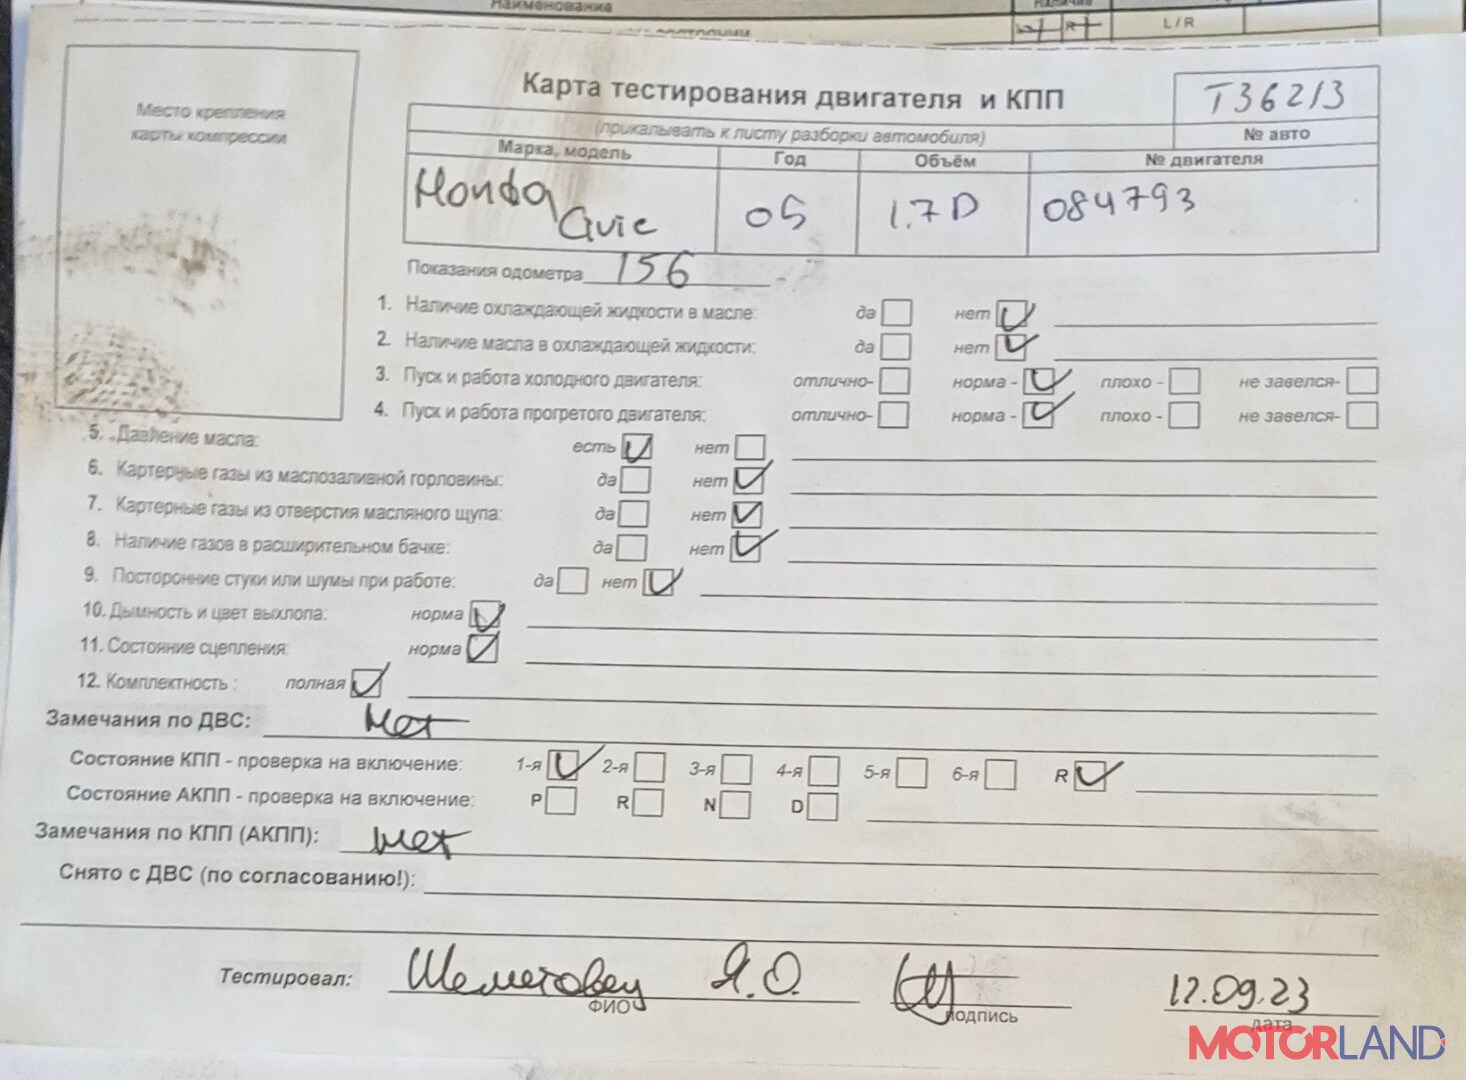 Наименование
L / R
Место крепления
карты компрессии
Карта тестирования двигателя и КПП
Т36213
(прикалывать к листу разборки автомобиля)
№ авто
Марка, модель Год Объём № двигателя
Honda Civic 05 1.7D 084793
Показания одометра 156
1. Наличие охлаждающей жидкости в масле: да нет
2. Наличие масла в охлаждающей жидкости: да нет
3. Пуск и работа холодного двигателя: отлично- норма - плохо - не завелся-
4. Пуск и работа прогретого двигателя: отлично- норма - плохо - не завелся-
5. Давление масла: есть нет
6. Картерные газы из маслозаливной горловины: да нет
7. Картерные газы из отверстия масляного щупа: да нет
8. Наличие газов в расширительном бачке: да нет
9. Посторонние стуки или шумы при работе: да нет
10. Дымность и цвет выхлопа: норма
11. Состояние сцепления: норма
12. Комплектность : полная
Замечания по ДВС: Нет
Состояние КПП - проверка на включение: 1-я 2-я 3-я 4-я 5-я 6-я R
Состояние АКПП - проверка на включение: P R N D
Замечания по КПП (АКПП): Нет
Снято с ДВС (по согласованию!):
Тестировал: Шеметовец Я.О. 12.09.23
ФИО подпись дата
MOTORLAND